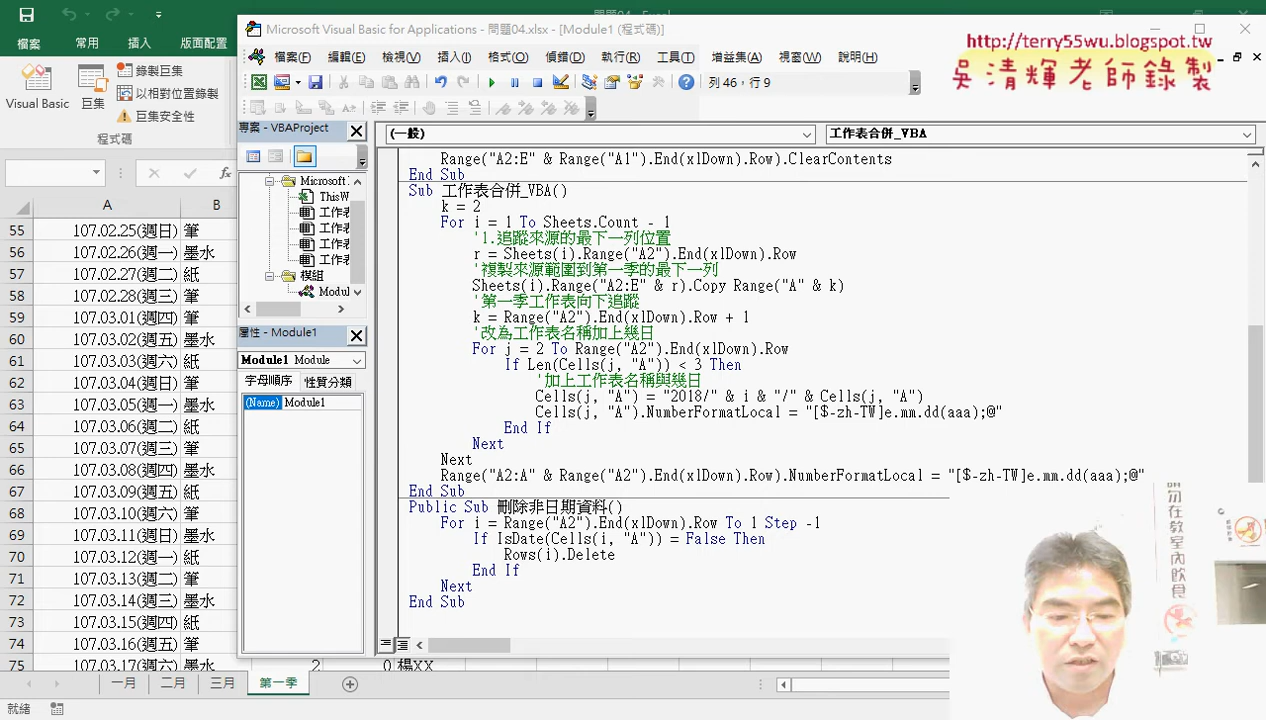 問題04 - Excel
檔案 常用 插入 版面配置
Visual Basic 巨集 錄製巨集
以相對位置錄製
巨集安全性
程式碼
Microsoft Visual Basic for Applications - 問題04.xlsx - [Module1 (程式碼)]
http://terry55wu.blogspot.tw
吳清輝老師錄製
檔案(F) 編輯(E) 檢視(V) 插入(I) 格式(O) 偵錯(D) 執行(R) 工具(T) 增益集(A) 視窗(W) 說明(H)
列 46，行 9
專案 - VBAProject
Microsoft
ThisW
工作表
工作表
工作表
工作表
模組
Modul
屬性 - Module1
Module1 Module
字母順序 性質分類
(Name) Module1
(一般) 工作表合併_VBA
Range("A2:E" & Range("A1").End(xlDown).Row).ClearContents
End Sub
Sub 工作表合併_VBA()
k = 2
For i = 1 To Sheets.Count - 1
'1.追蹤來源的最下一列位置
r = Sheets(i).Range("A2").End(xlDown).Row
'複製來源範圍到第一季的最下一列
Sheets(i).Range("A2:E" & r).Copy Range("A" & k)
'第一季工作表向下追蹤
k = Range("A2").End(xlDown).Row + 1
'改為工作表名稱加上幾日
For j = 2 To Range("A2").End(xlDown).Row
If Len(Cells(j, "A")) < 3 Then
'加上工作表名稱與幾日
Cells(j, "A") = "2018/" & i & "/" & Cells(j, "A")
Cells(j, "A").NumberFormatLocal = "[$-zh-TW]e.mm.dd(aaa);@"
End If
Next
Next
Range("A2:A" & Range("A2").End(xlDown).Row).NumberFormatLocal = "[$-zh-TW]e.mm.dd(aaa);@"
End Sub
Public Sub 刪除非日期資料()
For i = Range("A2").End(xlDown).Row To 1 Step -1
If IsDate(Cells(i, "A")) = False Then
Rows(i).Delete
End If
Next
End Sub
fx
A B
55 107.02.25(週日) 筆
56 107.02.26(週一) 墨水
57 107.02.27(週二) 紙
58 107.02.28(週三) 筆
59 107.03.01(週四) 筆
60 107.03.02(週五) 墨水
61 107.03.03(週六) 紙
62 107.03.04(週日) 筆
63 107.03.05(週一) 墨水
64 107.03.06(週二) 紙
65 107.03.07(週三) 筆
66 107.03.08(週四) 墨水
67 107.03.09(週五) 紙
68 107.03.10(週六) 筆
69 107.03.11(週日) 墨水
70 107.03.12(週一) 紙
71 107.03.13(週二) 筆
72 107.03.14(週三) 墨水
73 107.03.15(週四) 紙
74 107.03.16(週五) 筆
75 107.03.17(週六) 墨水 2 0 楊XX
一月 二月 三月 第一季
就緒
請勿在教室內飲食